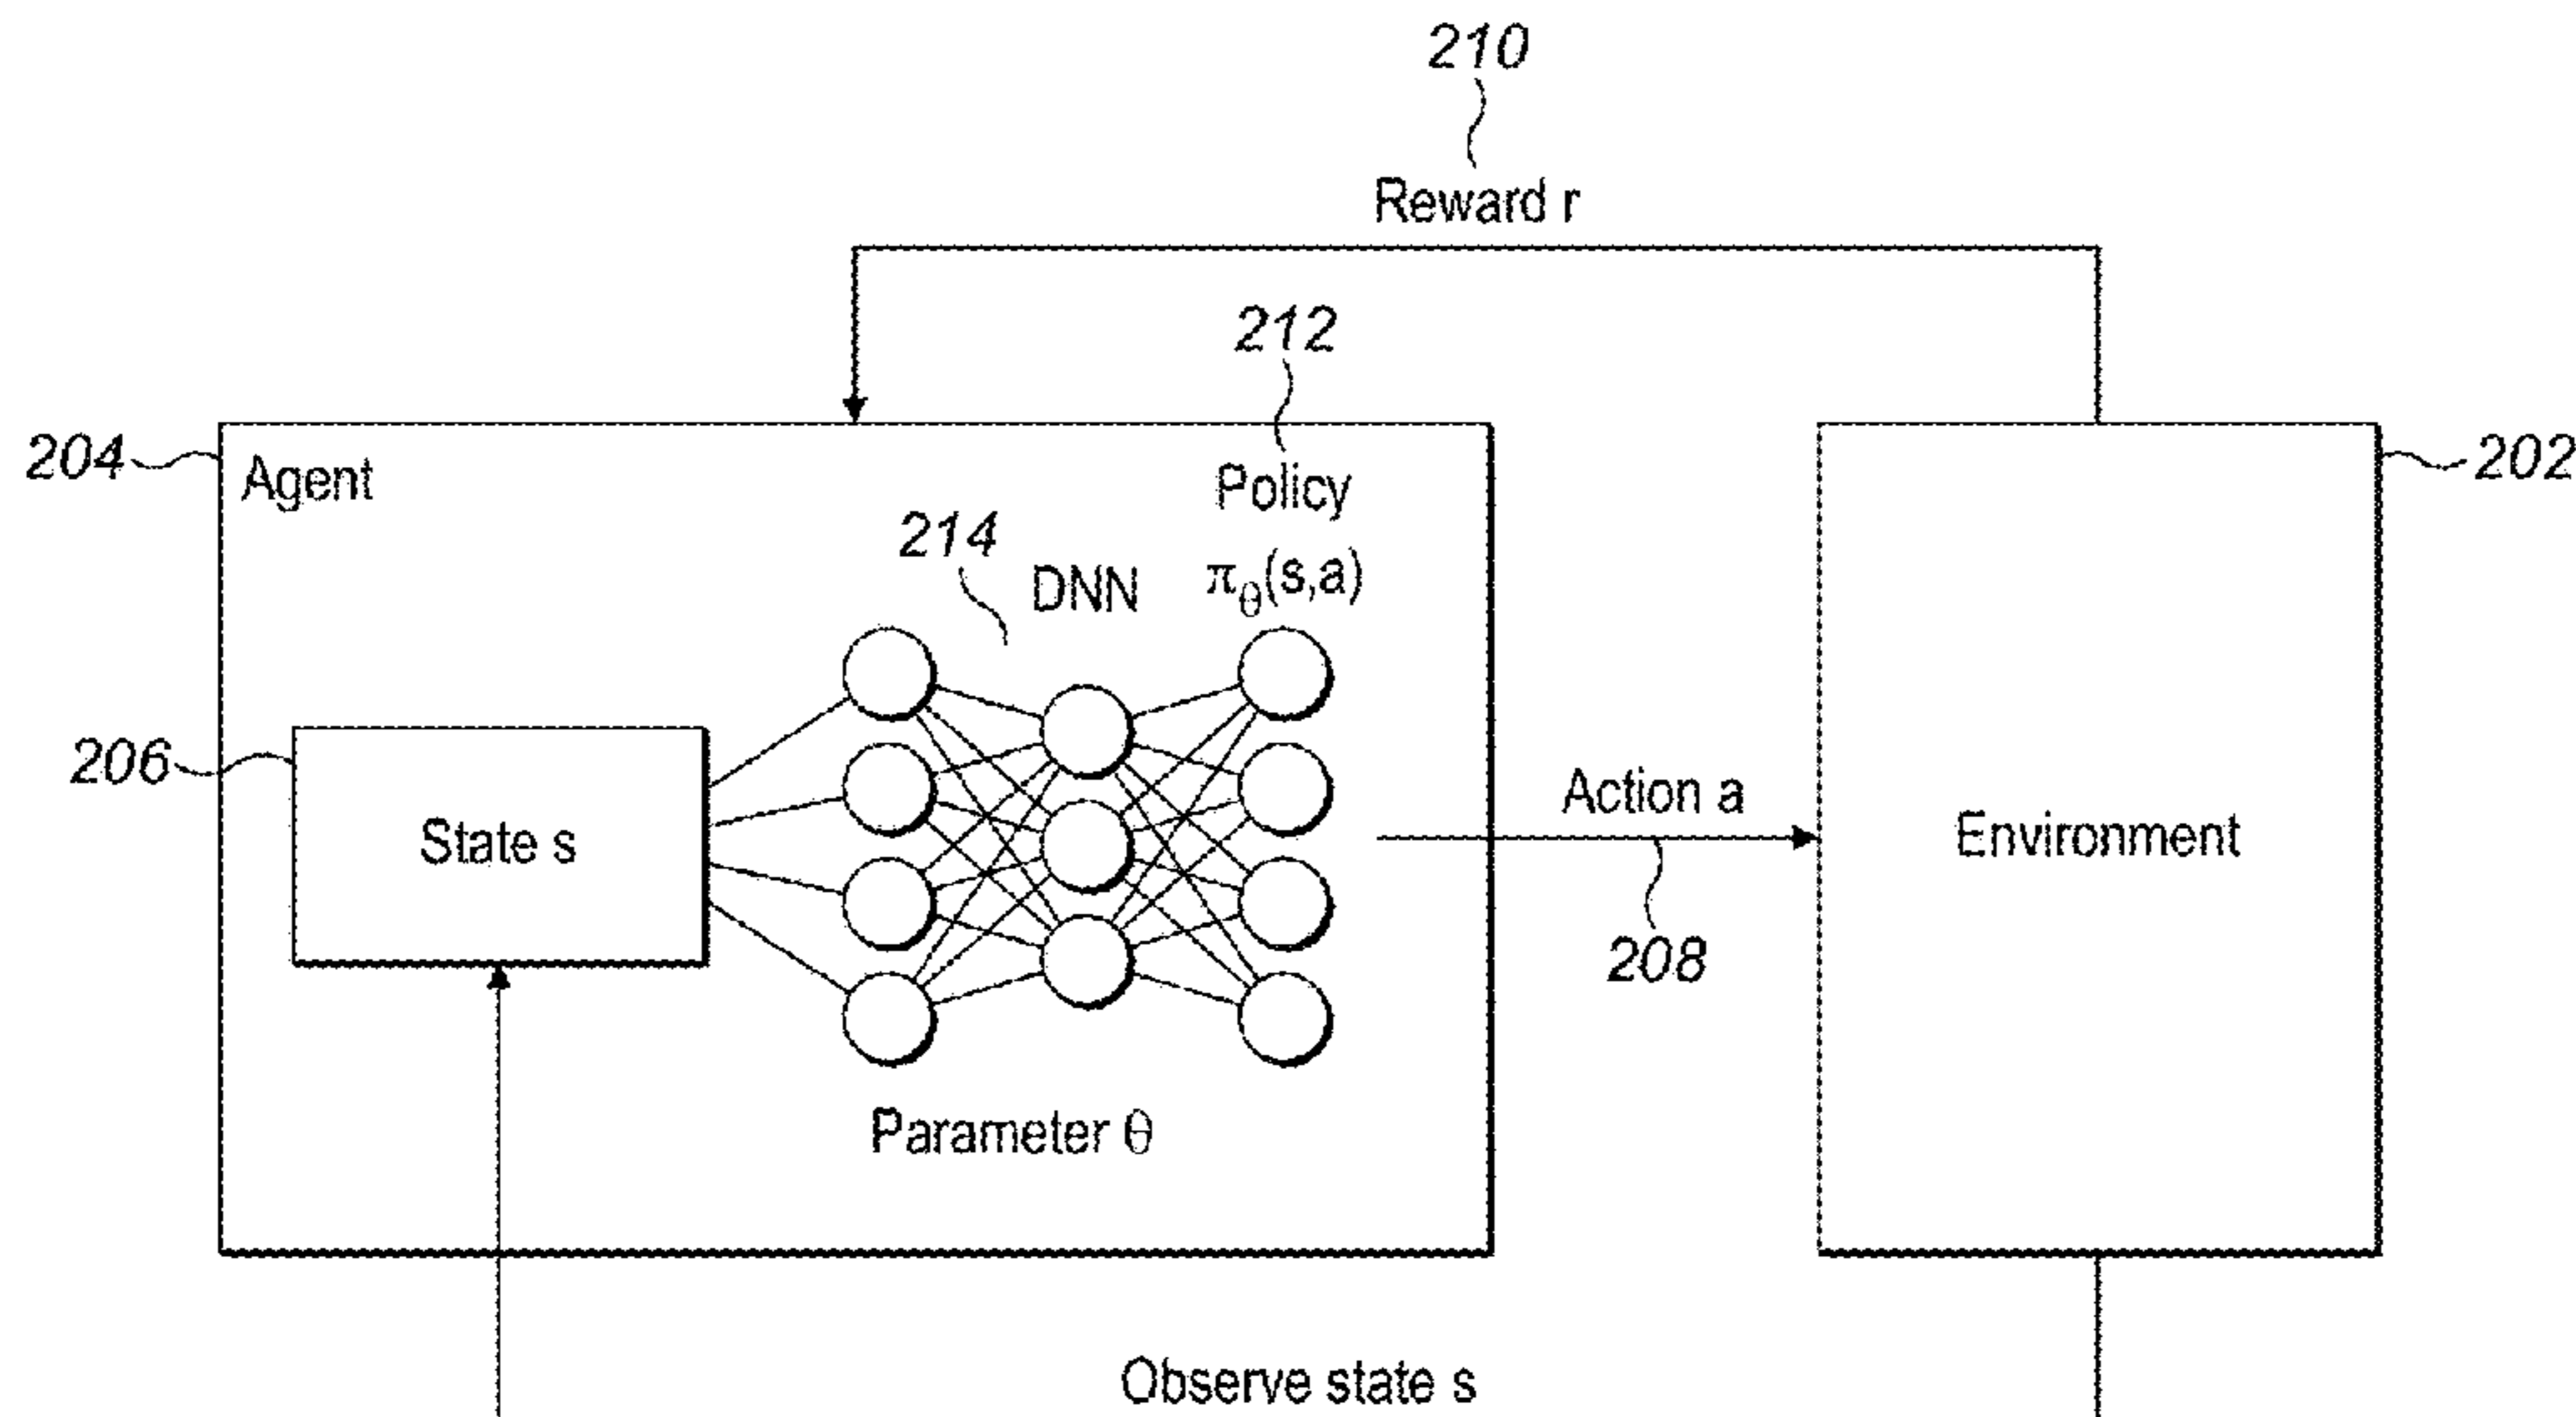 210
Reward r
212
204
Agent
Policy
202
214
DNN
πθ(s,a)
206
State s
Action a
Environment
208
Parameter θ
Observe state s